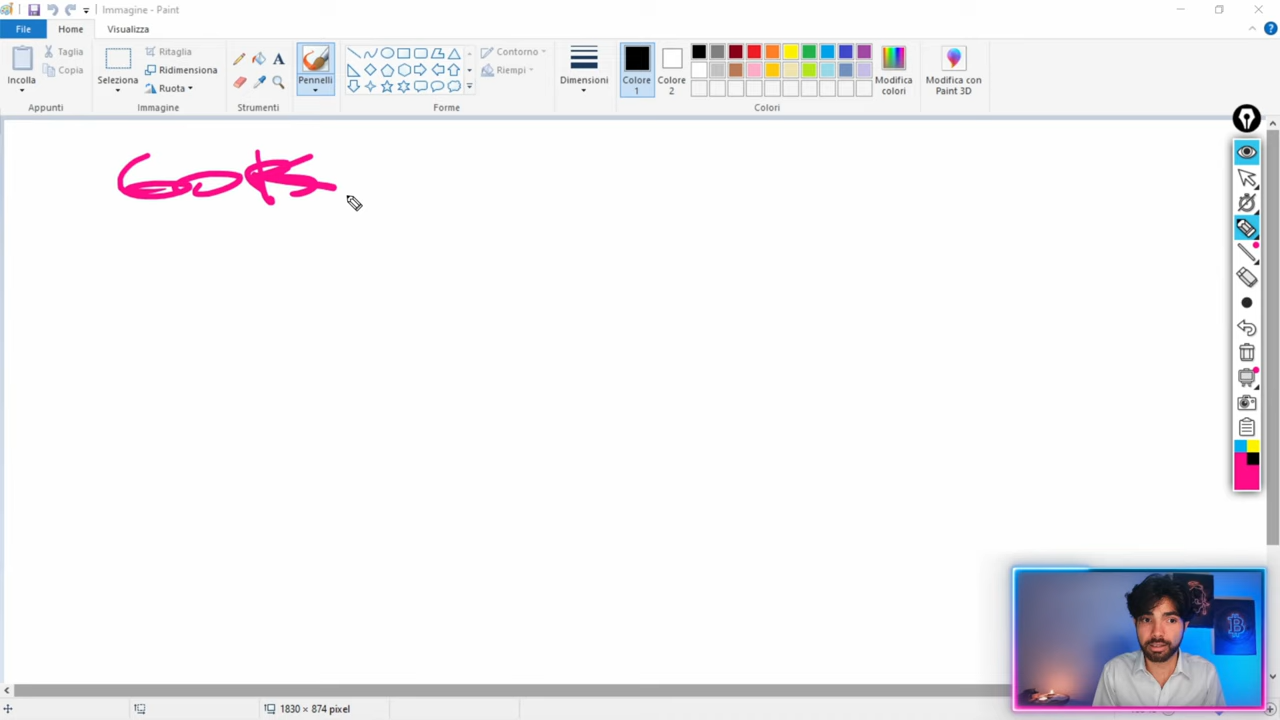 Immagine - Paint
File Home Visualizza
Incolla
Taglia
Copia
Appunti
Seleziona
Ritaglia
Ridimensiona
Ruota
Immagine
A
Strumenti
Pennelli
Contorno
Riempi
Forme
Dimensioni
Colore 1
Colore 2
Colori
Modifica colori
Modifica con Paint 3D
60K
1830 × 874 pixel